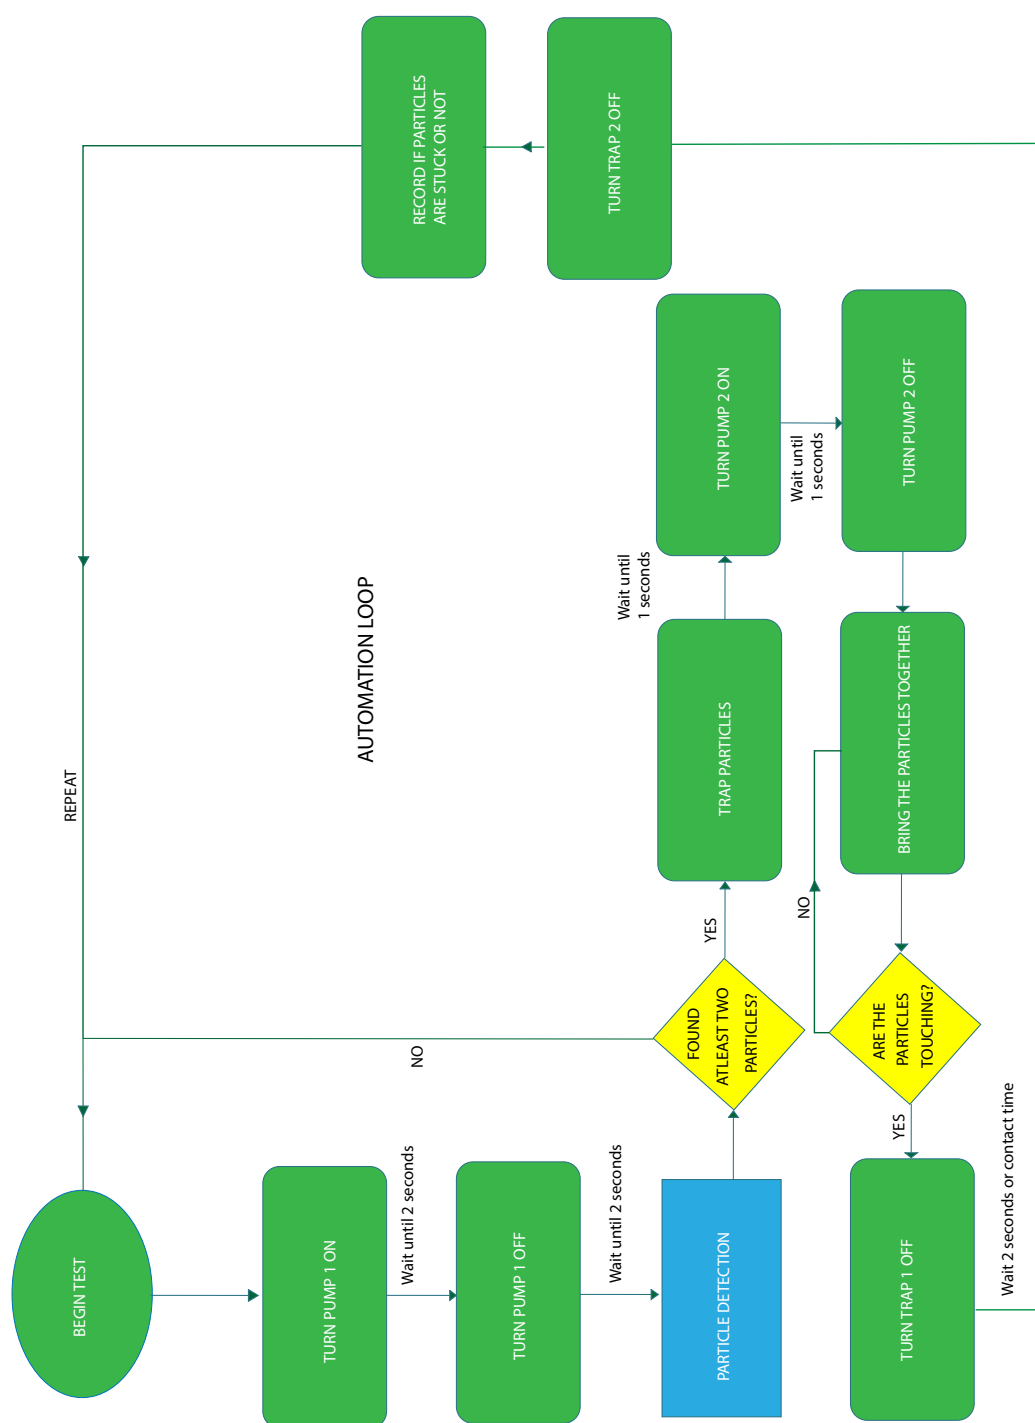 BEGIN TEST
TURN PUMP 1 ON
Wait until 2 seconds
TURN PUMP 1 OFF
Wait until 2 seconds
PARTICLE DETECTION
FOUND
ATLEAST TWO
PARTICLES?
NO
YES
TRAP PARTICLES
Wait until
1 seconds
TURN PUMP 2 ON
Wait until
1 seconds
TURN PUMP 2 OFF
BRING THE PARTICLES TOGETHER
ARE THE
PARTICLES
TOUCHING?
NO
YES
TURN TRAP 1 OFF
Wait 2 seconds or contact time
TURN TRAP 2 OFF
RECORD IF PARTICLES
ARE STUCK OR NOT
REPEAT
AUTOMATION LOOP